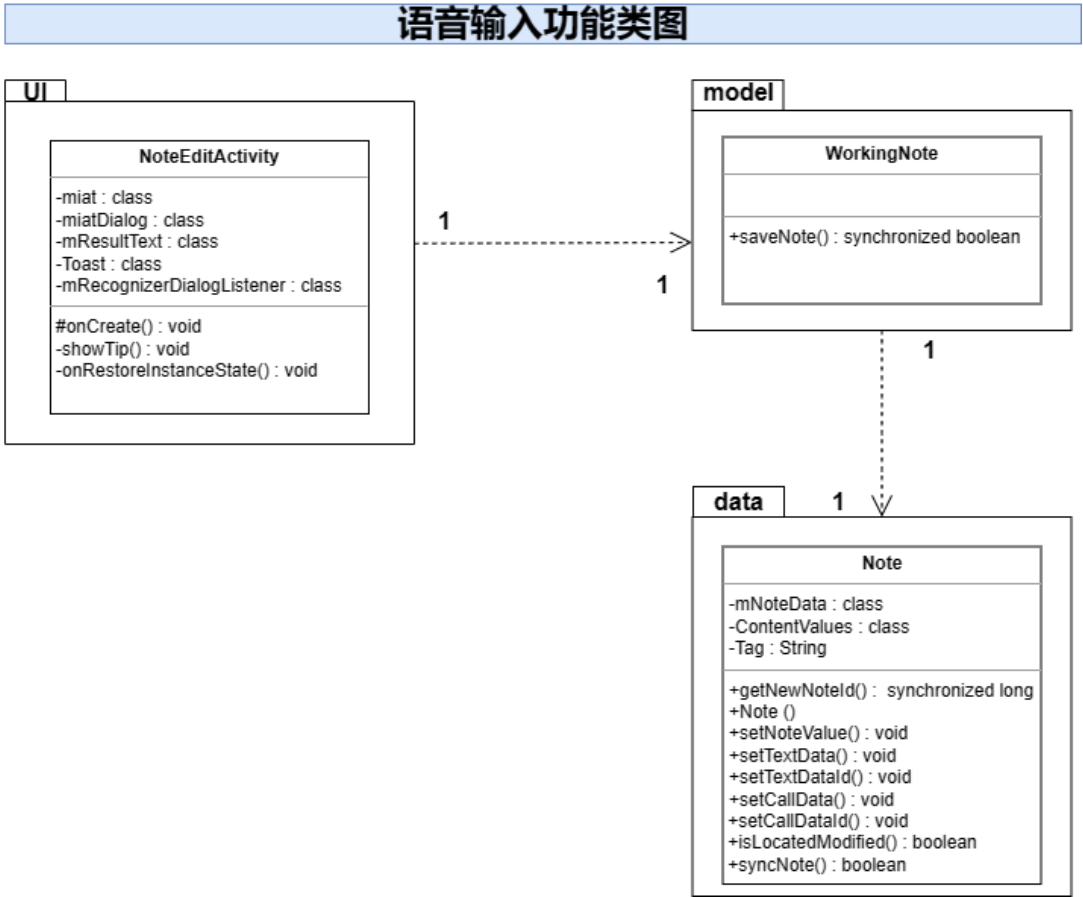 语音输入功能类图
UI
NoteEditActivity
-miat : class
-miatDialog : class
-mResultText : class
-Toast : class
-mRecognizerDialogListener : class
#onCreate() : void
-showTip() : void
-onRestoreInstanceState() : void
1
1
model
WorkingNote
+saveNote() : synchronized boolean
1
1
data
Note
-mNoteData : class
-ContentValues : class
-Tag : String
+getNewNoteId() :  synchronized long
+Note ()
+setNoteValue() : void
+setTextData() : void
+setTextDataId() : void
+setCallData() : void
+setCallDataId() : void
+isLocatedModified() : boolean
+syncNote() : boolean